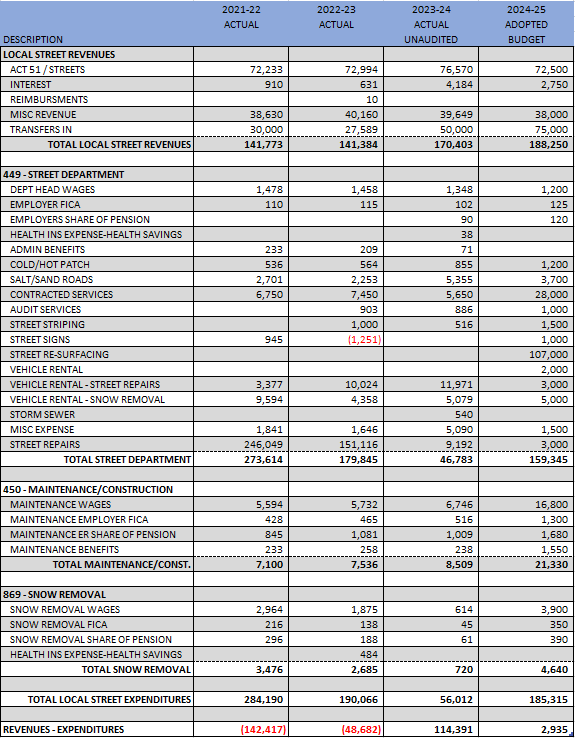 2021-22 2022-23 2023-24 2024-25
ACTUAL ACTUAL ACTUAL ADOPTED
DESCRIPTION UNAUDITED BUDGET
LOCAL STREET REVENUES
ACT 51 / STREETS 72,233 72,994 76,570 72,500
INTEREST 910 631 4,184 2,750
REIMBURSMENTS 10
MISC REVENUE 38,630 40,160 39,649 38,000
TRANSFERS IN 30,000 27,589 50,000 75,000
TOTAL LOCAL STREET REVENUES 141,773 141,384 170,403 188,250
449 - STREET DEPARTMENT
DEPT HEAD WAGES 1,478 1,458 1,348 1,200
EMPLOYER FICA 110 115 102 125
EMPLOYERS SHARE OF PENSION 90 120
HEALTH INS EXPENSE-HEALTH SAVINGS 38
ADMIN BENEFITS 233 209 71
COLD/HOT PATCH 536 564 855 1,200
SALT/SAND ROADS 2,701 2,253 5,355 3,700
CONTRACTED SERVICES 6,750 7,450 5,650 28,000
AUDIT SERVICES 903 886 1,000
STREET STRIPING 1,000 516 1,500
STREET SIGNS 945 (1,251) 1,000
STREET RE-SURFACING 107,000
VEHICLE RENTAL 2,000
VEHICLE RENTAL - STREET REPAIRS 3,377 10,024 11,971 3,000
VEHICLE RENTAL - SNOW REMOVAL 9,594 4,358 5,079 5,000
STORM SEWER 540
MISC EXPENSE 1,841 1,646 5,090 1,500
STREET REPAIRS 246,049 151,116 9,192 3,000
TOTAL STREET DEPARTMENT 273,614 179,845 46,783 159,345
450 - MAINTENANCE/CONSTRUCTION
MAINTENANCE WAGES 5,594 5,732 6,746 16,800
MAINTENANCE EMPLOYER FICA 428 465 516 1,300
MAINTENANCE ER SHARE OF PENSION 845 1,081 1,009 1,680
MAINTENANCE BENEFITS 233 258 238 1,550
TOTAL MAINTENANCE/CONST. 7,100 7,536 8,509 21,330
869 - SNOW REMOVAL
SNOW REMOVAL WAGES 2,964 1,875 614 3,900
SNOW REMOVAL FICA 216 138 45 350
SNOW REMOVAL SHARE OF PENSION 296 188 61 390
HEALTH INS EXPENSE-HEALTH SAVINGS 484
TOTAL SNOW REMOVAL 3,476 2,685 720 4,640
TOTAL LOCAL STREET EXPENDITURES 284,190 190,066 56,012 185,315
REVENUES - EXPENDITURES (142,417) (48,682) 114,391 2,935